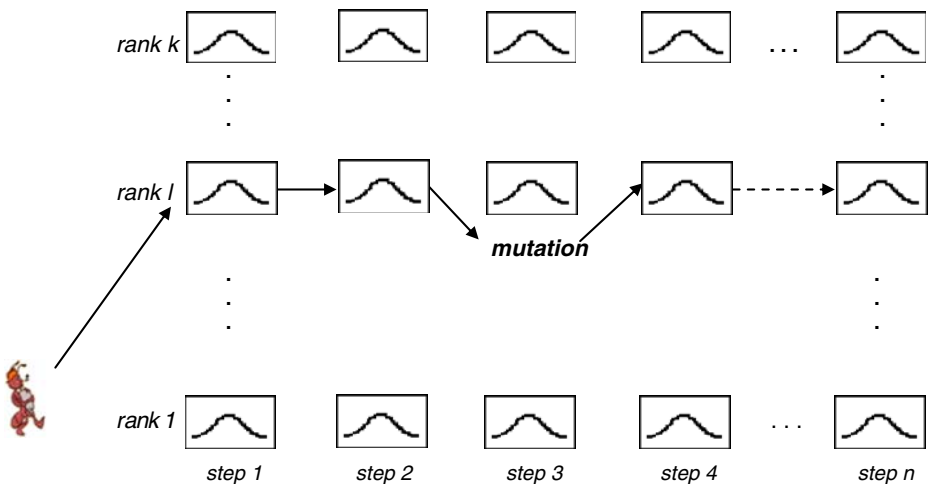 rank k
. . .
rank l
mutation
rank 1
. . .
step 1 step 2 step 3 step 4 step n